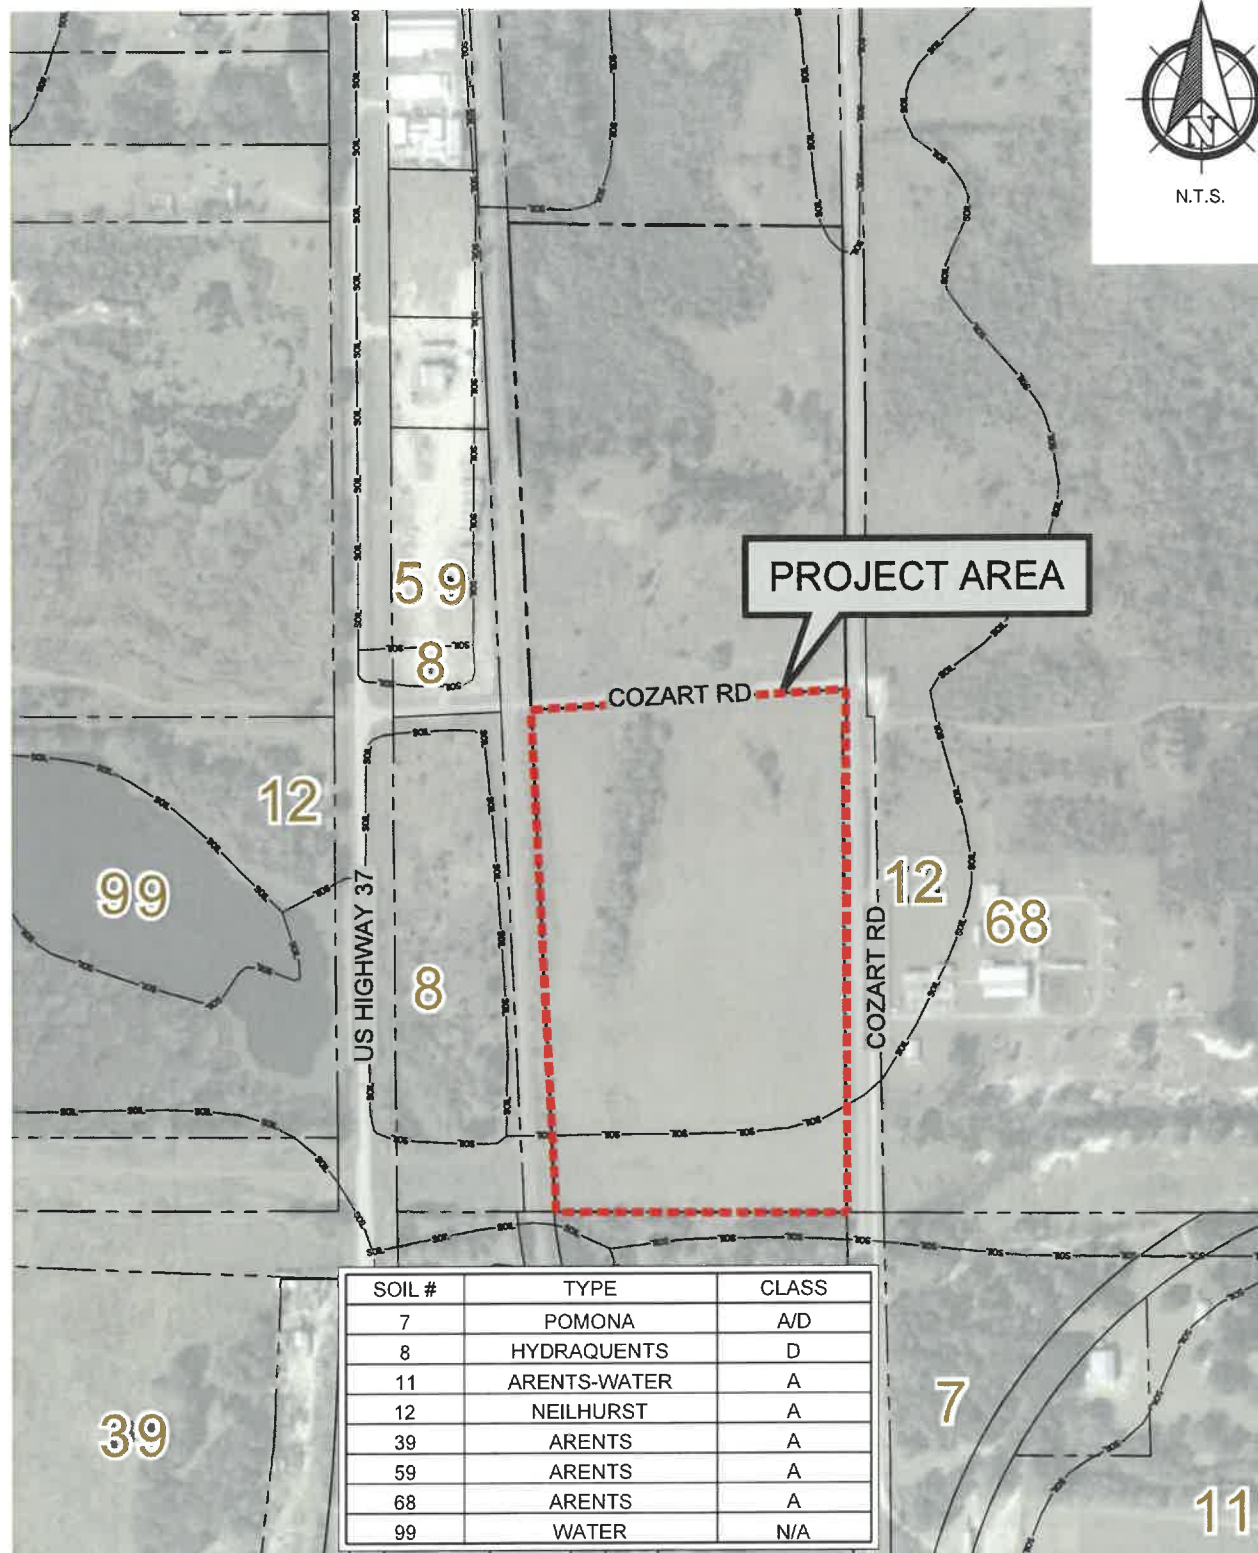 N
N.T.S.
59
8
PROJECT AREA
COZART RD
12
99
US HIGHWAY 37
8
12
68
COZART RD
SOIL # TYPE CLASS
7 POMONA A/D
8 HYDRAQUENTS D
11 ARENTS-WATER A
12 NEILHURST A
39 ARENTS A
59 ARENTS A
68 ARENTS A
99 WATER N/A
39
7
11
SOIL